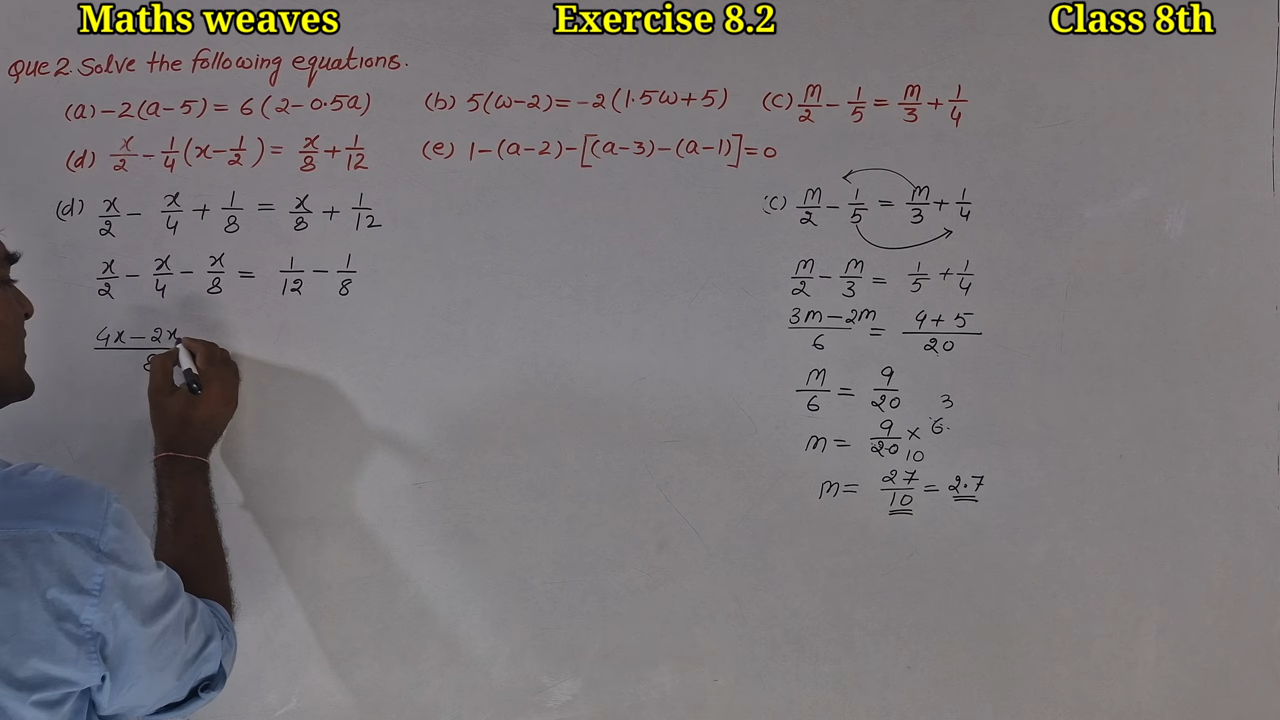 Maths weaves Exercise 8.2 Class 8th
Que 2. Solve the following equations.
(a) -2(a-5) = 6(2-0.5a) (b) 5(w-2) = -2(1.5w+5) (c) m/2 - 1/5 = m/3 + 1/4
(d) x/2 - 1/4(x - 1/2) = x/8 + 1/12 (e) 1-(a-2)-[(a-3)-(a-1)]=0
(d) x/2 - x/4 + 1/8 = x/8 + 1/12
x/2 - x/4 - x/8 = 1/12 - 1/8
4x - 2x / 8
(c) m/2 - 1/5 = m/3 + 1/4
m/2 - m/3 = 1/5 + 1/4
3m - 2m / 6 = 4 + 5 / 20
m/6 = 9/20
3
m = 9/20 × 6
10
m = 27/10 = 2.7